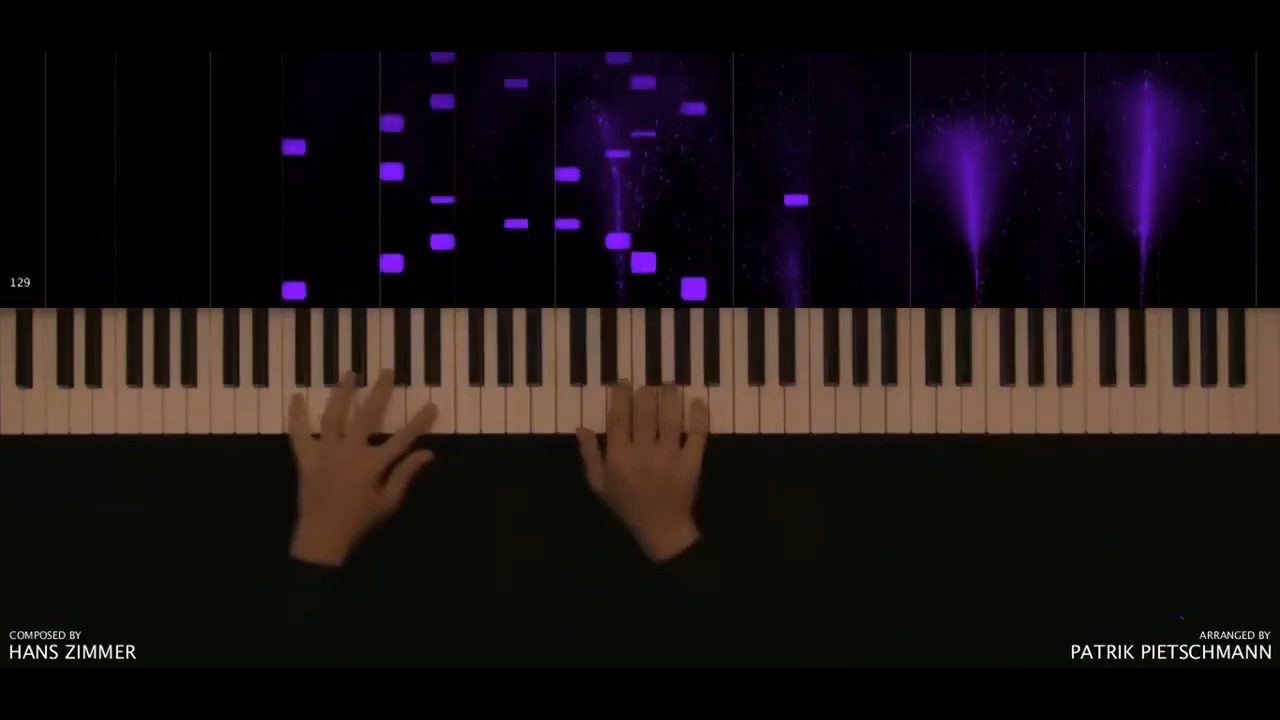 129
COMPOSED BY
HANS ZIMMER
ARRANGED BY
PATRIK PIETSCHMANN